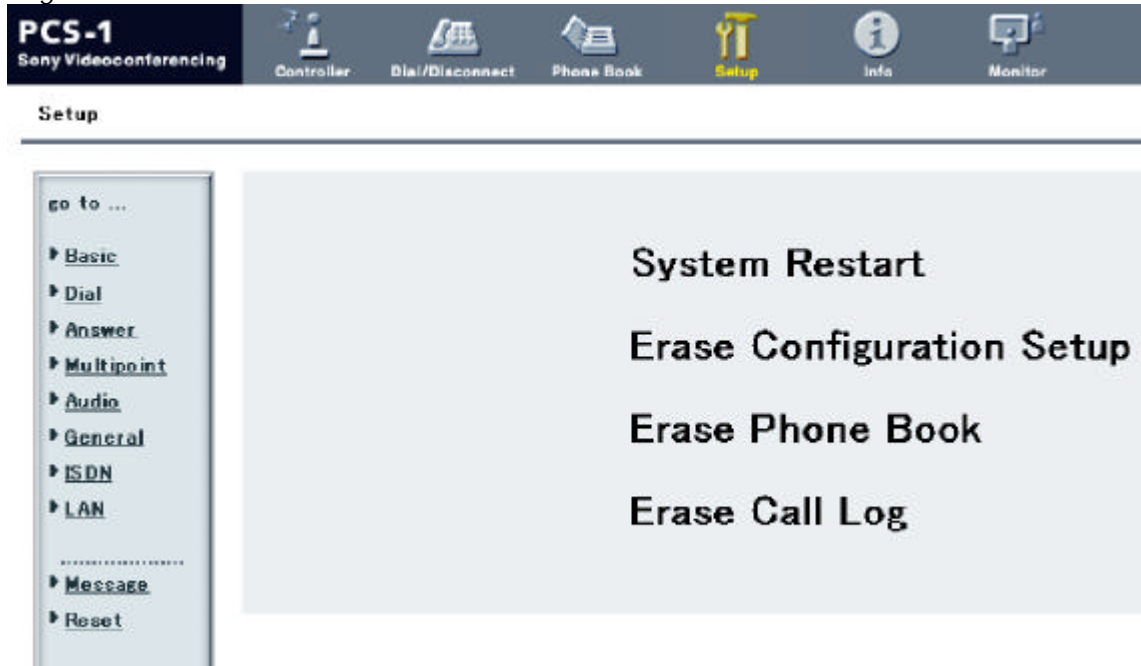 PCS-1
Sony Videoconferencing
Controller
Dial/Disconnect
Phone Book
Setup
Info
Monitor
Setup
go to ...
Basic
Dial
Answer
Multipoint
Audio
General
ISDN
LAN
Message
Reset
System Restart
Erase Configuration Setup
Erase Phone Book
Erase Call Log